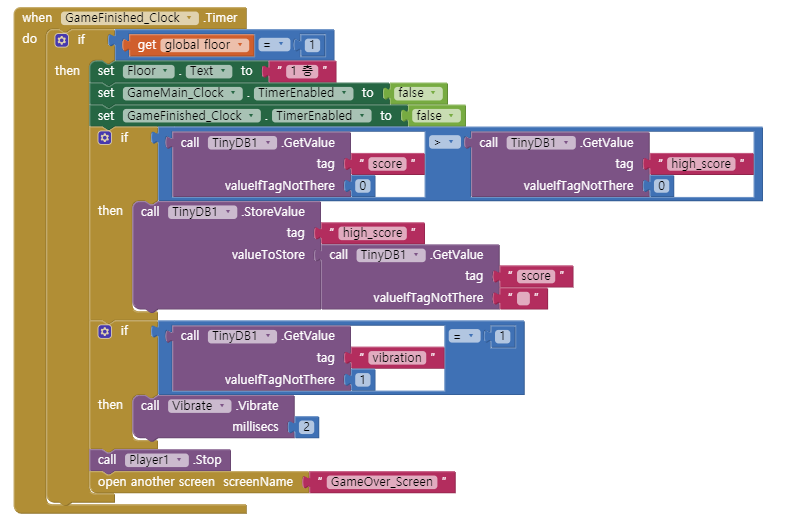 when GameFinished_Clock .Timer
do if get global floor = 1
then set Floor . Text to " 1 층 "
set GameMain_Clock . TimerEnabled to false
set GameFinished_Clock . TimerEnabled to false
if call TinyDB1 .GetValue > call TinyDB1 .GetValue
tag " score " tag " high_score "
valueIfTagNotThere 0 valueIfTagNotThere 0
then call TinyDB1 .StoreValue
tag " high_score "
valueToStore call TinyDB1 .GetValue
tag " score "
valueIfTagNotThere " "
if call TinyDB1 .GetValue = 1
tag " vibration "
valueIfTagNotThere 1
then call Vibrate .Vibrate
millisecs 2
call Player1 .Stop
open another screen screenName " GameOver_Screen "